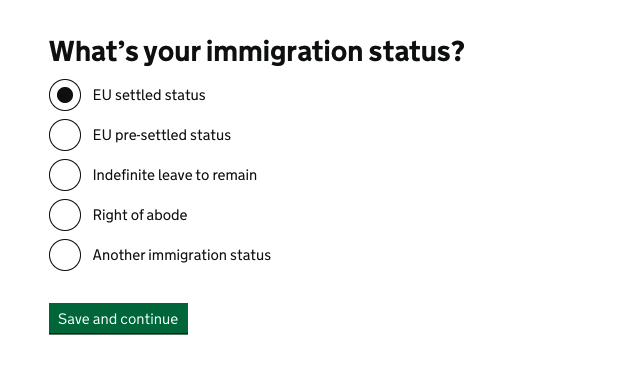 What’s your immigration status?
EU settled status
EU pre-settled status
Indefinite leave to remain
Right of abode
Another immigration status
Save and continue